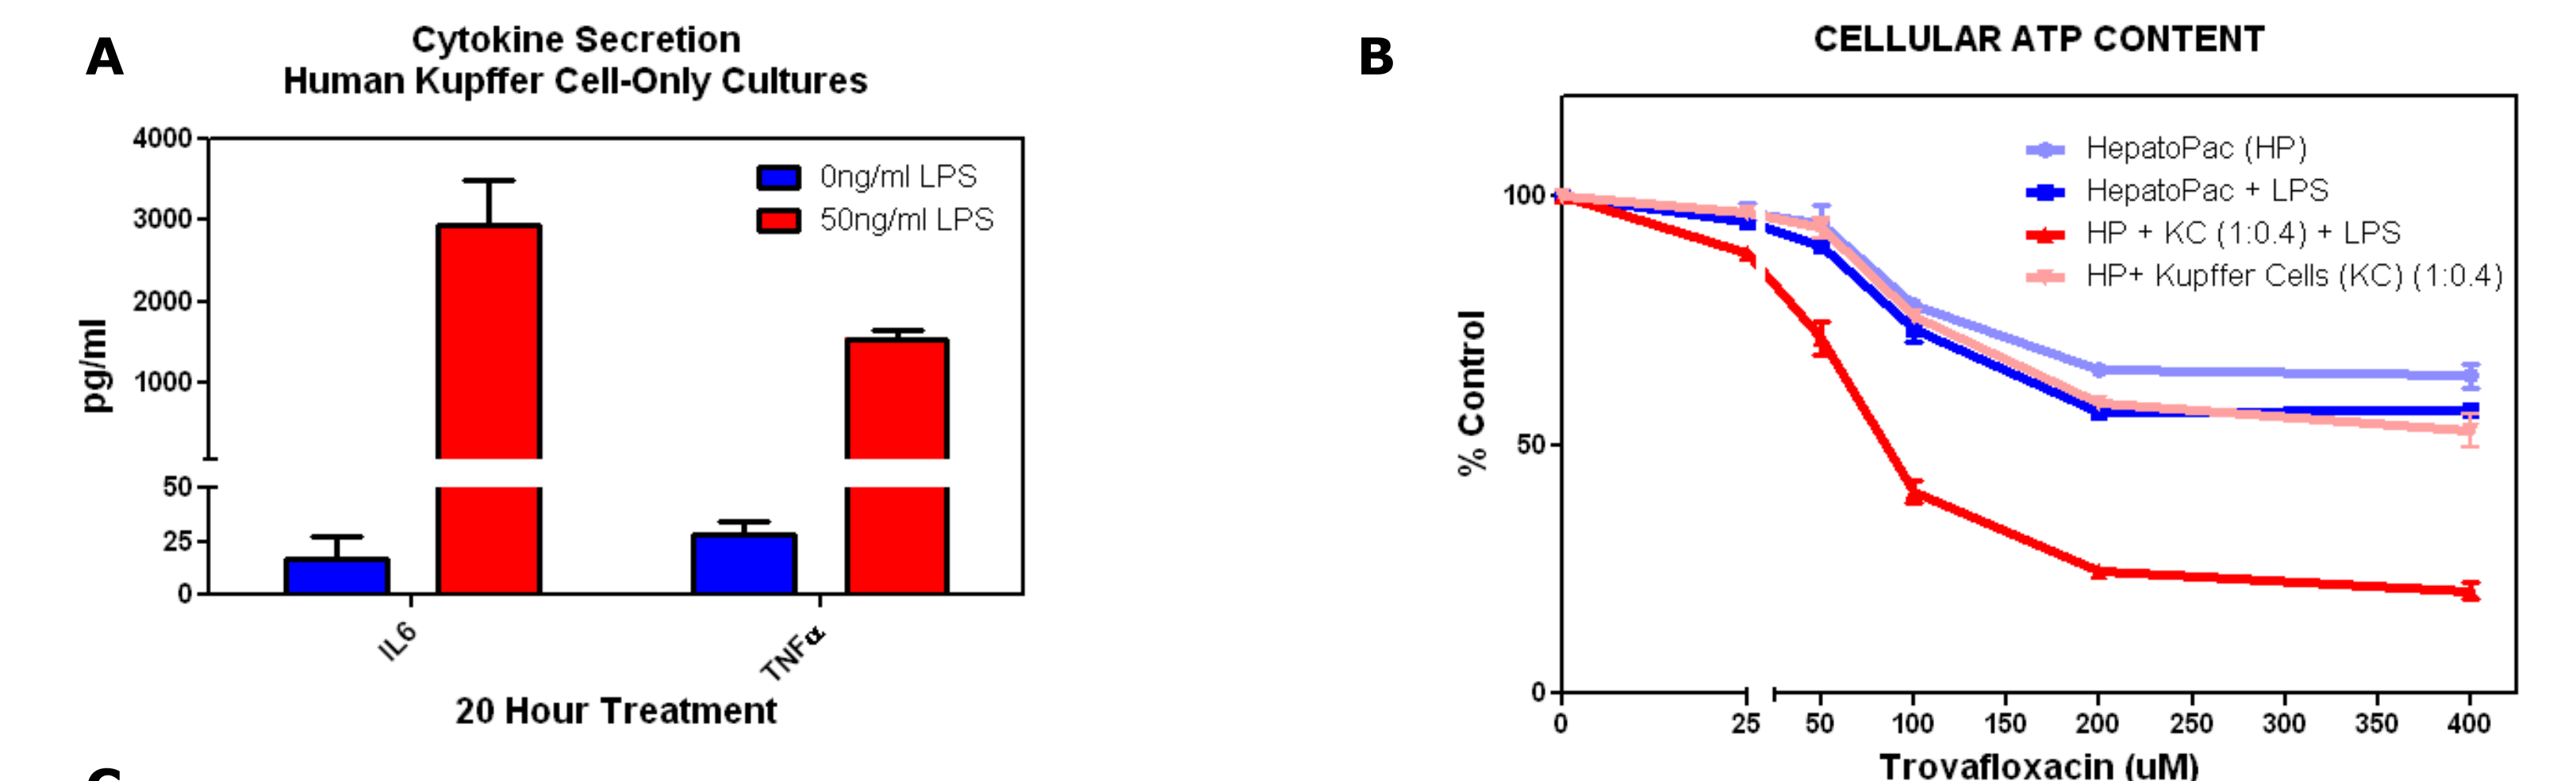 A
Cytokine Secretion
Human Kupffer Cell-Only Cultures
4000
3000
2000
1000
50
25
0
pg/ml
0ng/ml LPS
50ng/ml LPS
IL6
TNFα
20 Hour Treatment
B
CELLULAR ATP CONTENT
100
50
0
% Control
HepatoPac (HP)
HepatoPac + LPS
HP + KC (1:0.4) + LPS
HP+ Kupffer Cells (KC) (1:0.4)
0 25 50 100 150 200 250 300 350 400
Trovafloxacin (uM)